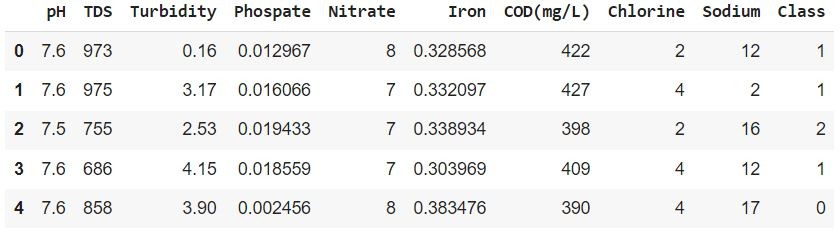 pH TDS Turbidity Phospate Nitrate Iron COD(mg/L) Chlorine Sodium Class
0 7.6 973 0.16 0.012967 8 0.328568 422 2 12 1
1 7.6 975 3.17 0.016066 7 0.332097 427 4 2 1
2 7.5 755 2.53 0.019433 7 0.338934 398 2 16 2
3 7.6 686 4.15 0.018559 7 0.303969 409 4 12 1
4 7.6 858 3.90 0.002456 8 0.383476 390 4 17 0